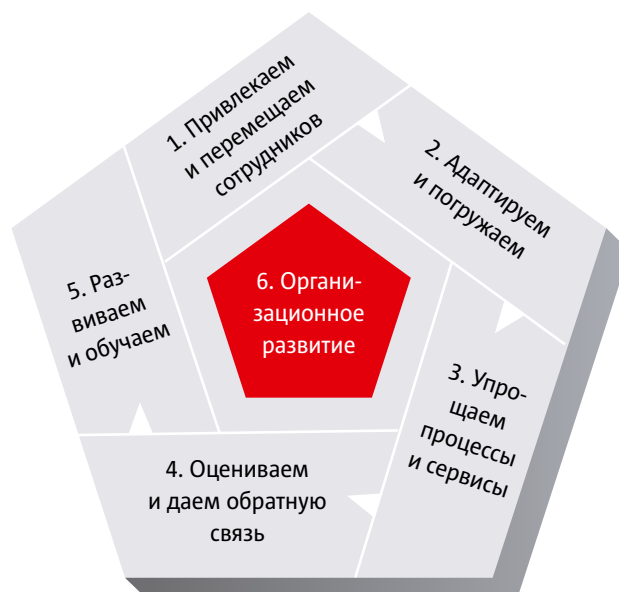 1. Привлекаем
и перемещаем
сотрудников
2. Адаптируем
и погружаем
3. Упро-
щаем
процессы
и сервисы
4. Оцениваем
и даем обратную
связь
5. Раз-
виваем
и обучаем
6. Органи-
зационное
развитие